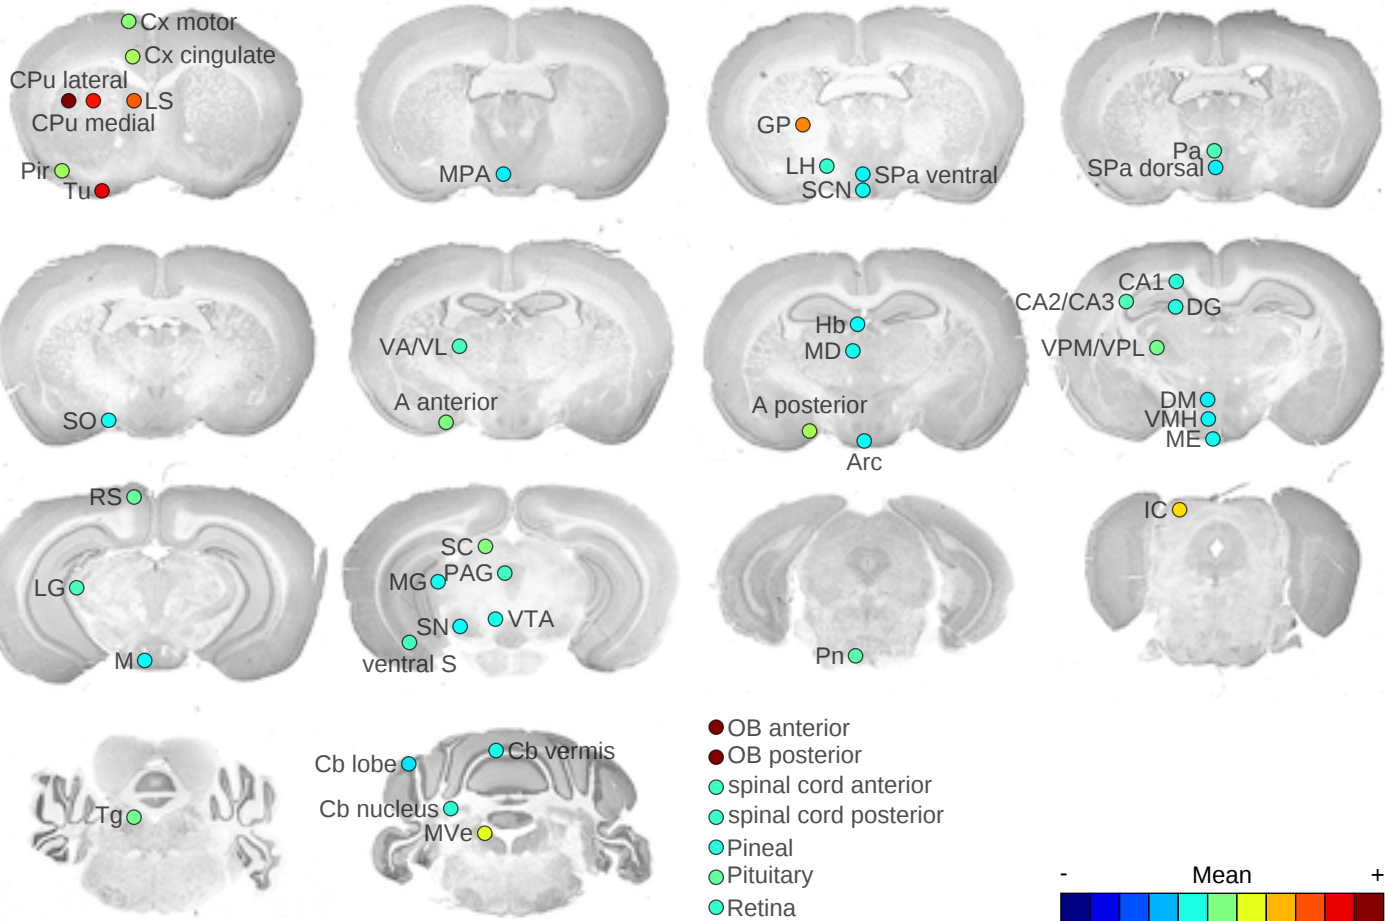 Cx motor
Cx cingulate
CPu lateral
LS
CPu medial
Pir
Tu
MPA
GP
LH
SPa ventral
SCN
Pa
SPa dorsal
SO
VA/VL
A anterior
Hb
MD
A posterior
Arc
CA1
CA2/CA3
DG
VPM/VPL
DM
VMH
ME
RS
LG
M
SC
PAG
MG
SN
VTA
ventral S
Pn
IC
Tg
Cb lobe
Cb vermis
Cb nucleus
MVe
OB anterior
OB posterior
spinal cord anterior
spinal cord posterior
Pineal
Pituitary
Retina
- Mean +